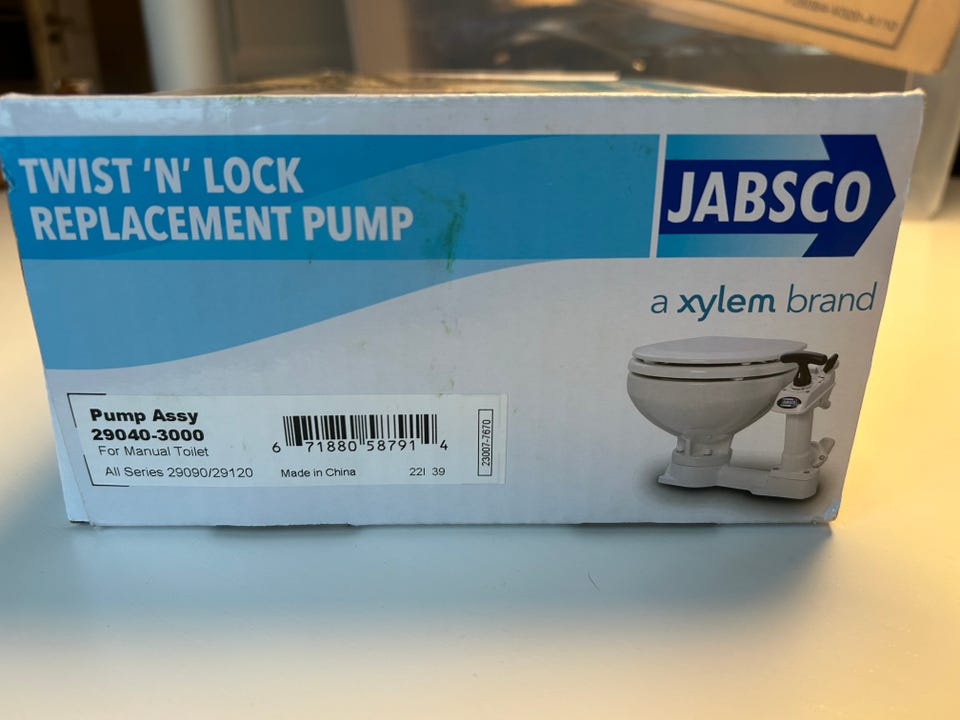 TWIST 'N' LOCK
REPLACEMENT PUMP
JABSCO
a xylem brand
Pump Assy
29040-3000
For Manual Toilet
All Series 29090/29120
6 71880 58791 4
Made in China
22I 39
23007-7670
JABSCO